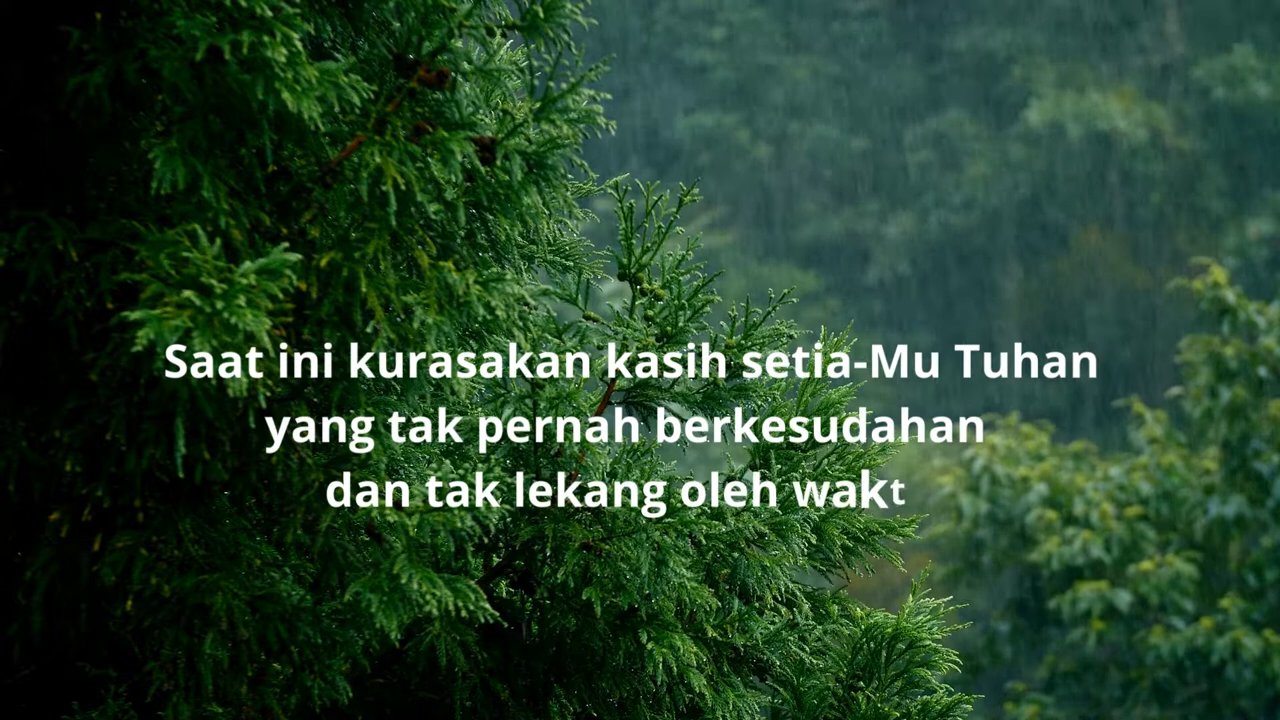 Saat ini kurasakan kasih setia-Mu Tuhan
yang tak pernah berkesudahan
dan tak lekang oleh wakt